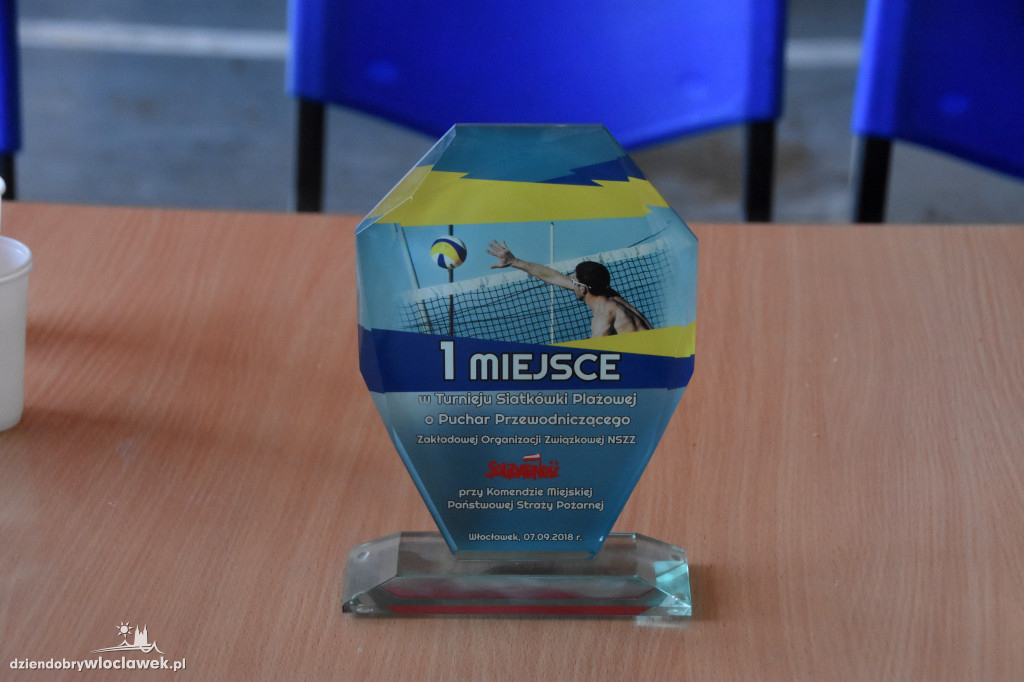 1 MIEJSCE
w Turnieju Siatkówki Plażowej
o Puchar Przewodniczącego
Zakładowej Organizacji Związkowej NSZZ
SOLIDARNOŚĆ
przy Komendzie Miejskiej
Państwowej Straży Pożarnej
Włocławek, 07.09.2018 r.
dziendobrywloclawek.pl